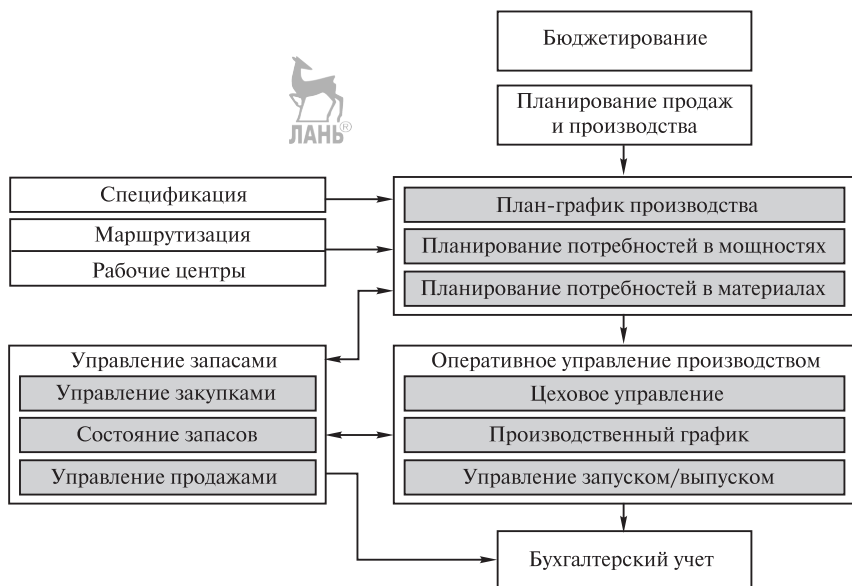 Бюджетирование
ЛАНЬ®
Планирование продаж
и производства
Спецификация
Маршрутизация
Рабочие центры
План-график производства
Планирование потребностей в мощностях
Планирование потребностей в материалах
Управление запасами
Управление закупками
Состояние запасов
Управление продажами
Оперативное управление производством
Цеховое управление
Производственный график
Управление запуском/выпуском
Бухгалтерский учет